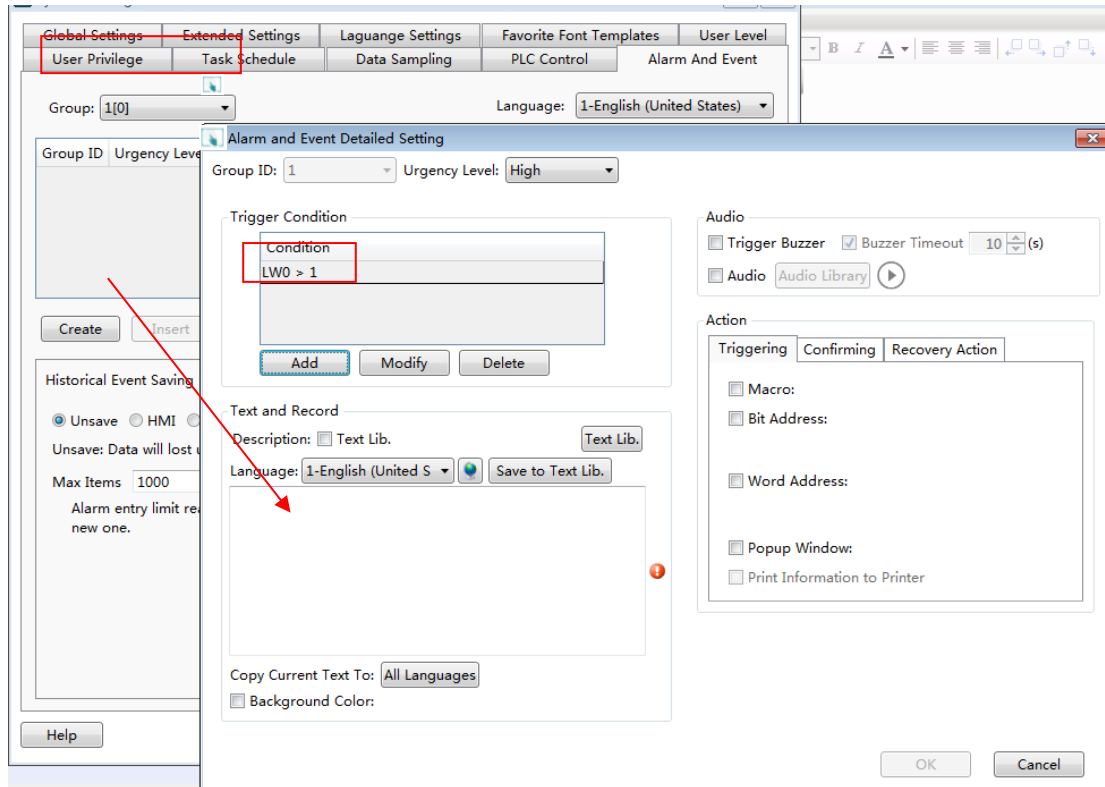 Global Settings Extended Settings Laguange Settings Favorite Font Templates User Level
User Privilege Task Schedule Data Sampling PLC Control Alarm And Event
B I A
Group: 1[0] Language: 1-English (United States)
Group ID Urgency Leve
Create Insert
Historical Event Saving
Unsave HMI
Unsave: Data will lost u
Max Items 1000
Alarm entry limit rea
new one.
Help
Alarm and Event Detailed Setting
Group ID: 1 Urgency Level: High
Trigger Condition
Condition
LW0 > 1
Add Modify Delete
Text and Record
Description: Text Lib. Text Lib.
Language: 1-English (United S Save to Text Lib.
Copy Current Text To: All Languages
Background Color:
Audio
Trigger Buzzer Buzzer Timeout 10 (s)
Audio Audio Library
Action
Triggering Confirming Recovery Action
Macro:
Bit Address:
Word Address:
Popup Window:
Print Information to Printer
OK Cancel